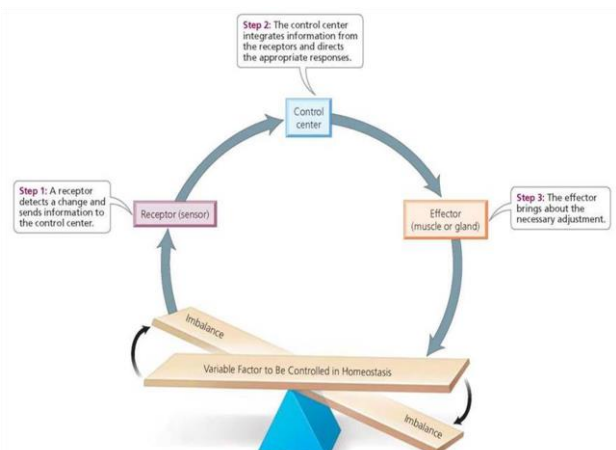 Step 2: The control center
integrates information from
the receptors and directs
the appropriate responses.
Control
center
Step 1: A receptor
detects a change and
sends information to
the control center.
Receptor (sensor)
Effector
(muscle or gland)
Step 3: The effector
brings about the
necessary adjustment.
Imbalance
Variable Factor to Be Controlled in Homeostasis
Imbalance